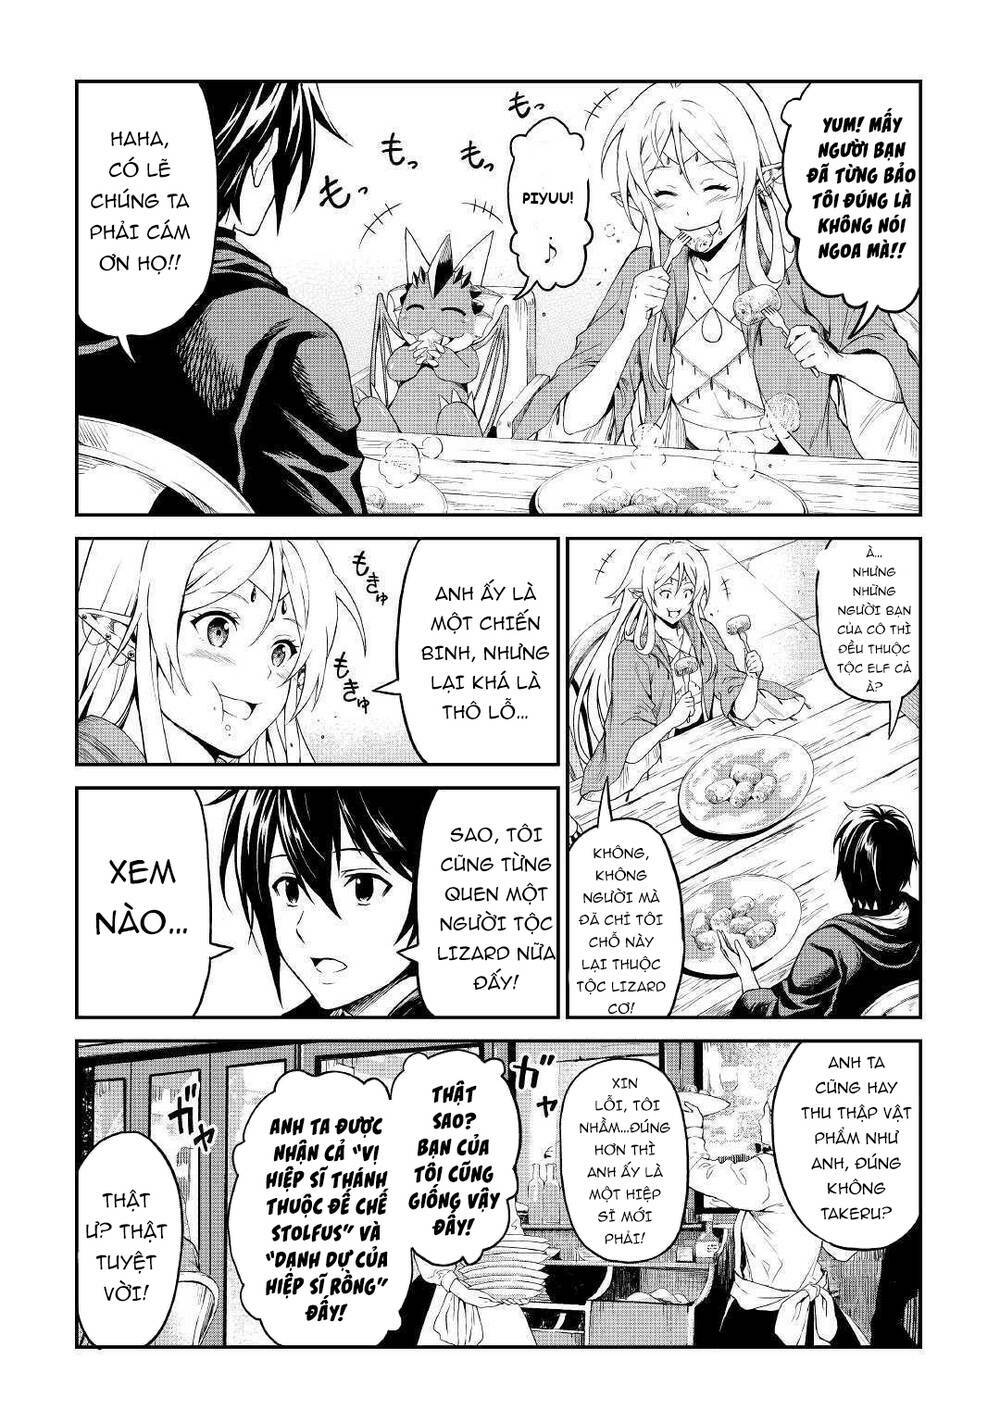 YUM! MẤY
NGƯỜI BẠN
ĐÃ TỪNG BẢO
TÔI ĐÚNG LÀ
KHÔNG NÓI
NGOA MÀ!!
もっ
PIYUU!
♪
もっ
もっ
HAHA,
CÓ LẼ
CHÚNG TA
PHẢI CÁM
ƠN HỌ!!
À...
NHƯNG
NHỮNG
NGƯỜI BẠN
CỦA CÔ THÌ
ĐỀU THUỘC
TỘC ELF CẢ
À?
KHÔNG,
KHÔNG
NGƯỜI MÀ
ĐÃ CHỈ TÔI
CHỖ NÀY
LẠI THUỘC
TỘC LIZARD
CƠ!
ANH ẤY LÀ
MỘT CHIẾN
BINH, NHƯNG
LẠI KHÁ LÀ
THÔ LỖ...
もきゅ
もきゅ
SAO, TÔI
CŨNG TỪNG
QUEN MỘT
NGƯỜI TỘC
LIZARD NỮA
ĐẤY!
XEM
NÀO...
ANH TA
CŨNG HAY
THU THẬP VẬT
PHẨM NHƯ
ANH, ĐÚNG
KHÔNG
TAKERU?
XIN
LỖI, TÔI
NHẦM...ĐÚNG
HƠN THÌ
ANH ẤY LÀ
MỘT HIỆP
SĨ MỚI
PHẢI!
ガヤ
THẬT
SAO?
BẠN CỦA
TÔI CŨNG
GIỐNG VẬY
ĐẤY!
ANH TA ĐƯỢC
NHẬN CẢ "VỊ
HIỆP SĨ THÁNH
THUỘC ĐẾ CHẾ
STOLFUS" VÀ
"DANH DỰ CỦA
HIỆP SĨ RỒNG"
ĐẤY!
ガヤ
THẬT
Ư? THẬT
TUYỆT
VỜI!